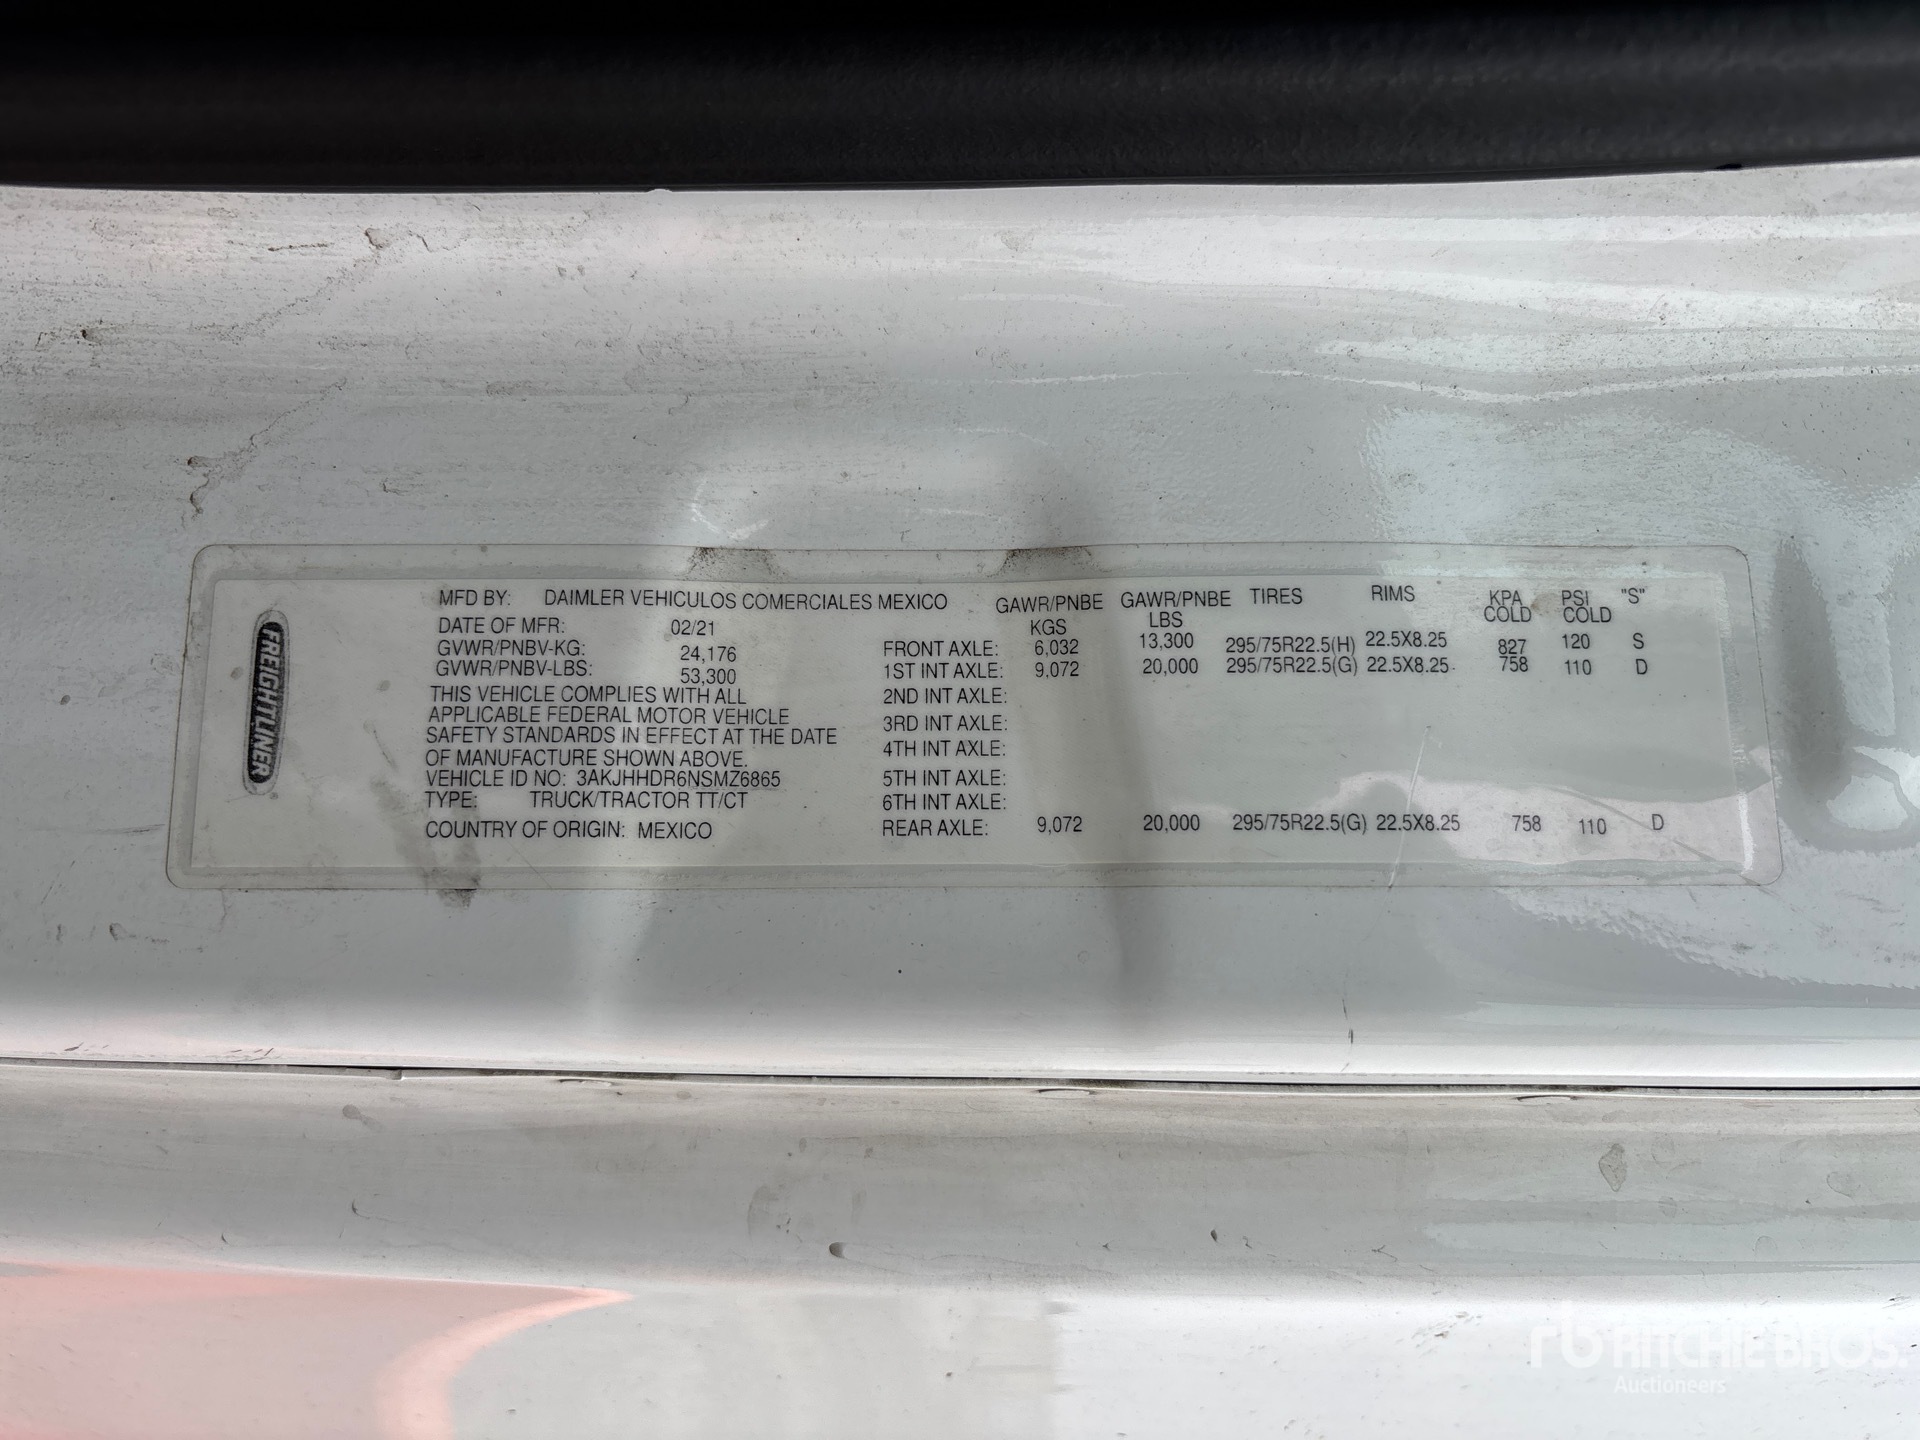 FREIGHTLINER
MFD BY: DAIMLER VEHICULOS COMERCIALES MEXICO
DATE OF MFR: 02/21
GVWR/PNBV-KG: 24,176
GVWR/PNBV-LBS: 53,300
THIS VEHICLE COMPLIES WITH ALL
APPLICABLE FEDERAL MOTOR VEHICLE
SAFETY STANDARDS IN EFFECT AT THE DATE
OF MANUFACTURE SHOWN ABOVE.
VEHICLE ID NO: 3AKJHHDR6NSMZ6865
TYPE: TRUCK/TRACTOR TT/CT
COUNTRY OF ORIGIN: MEXICO
GAWR/PNBE GAWR/PNBE TIRES RIMS KPA PSI "S"
KGS LBS COLD COLD
FRONT AXLE: 6,032 13,300 295/75R22.5(H) 22.5X8.25 827 120 S
1ST INT AXLE: 9,072 20,000 295/75R22.5(G) 22.5X8.25 758 110 D
2ND INT AXLE:
3RD INT AXLE:
4TH INT AXLE:
5TH INT AXLE:
6TH INT AXLE:
REAR AXLE: 9,072 20,000 295/75R22.5(G) 22.5X8.25 758 110 D
rb RITCHIE BROS.
Auctioneers